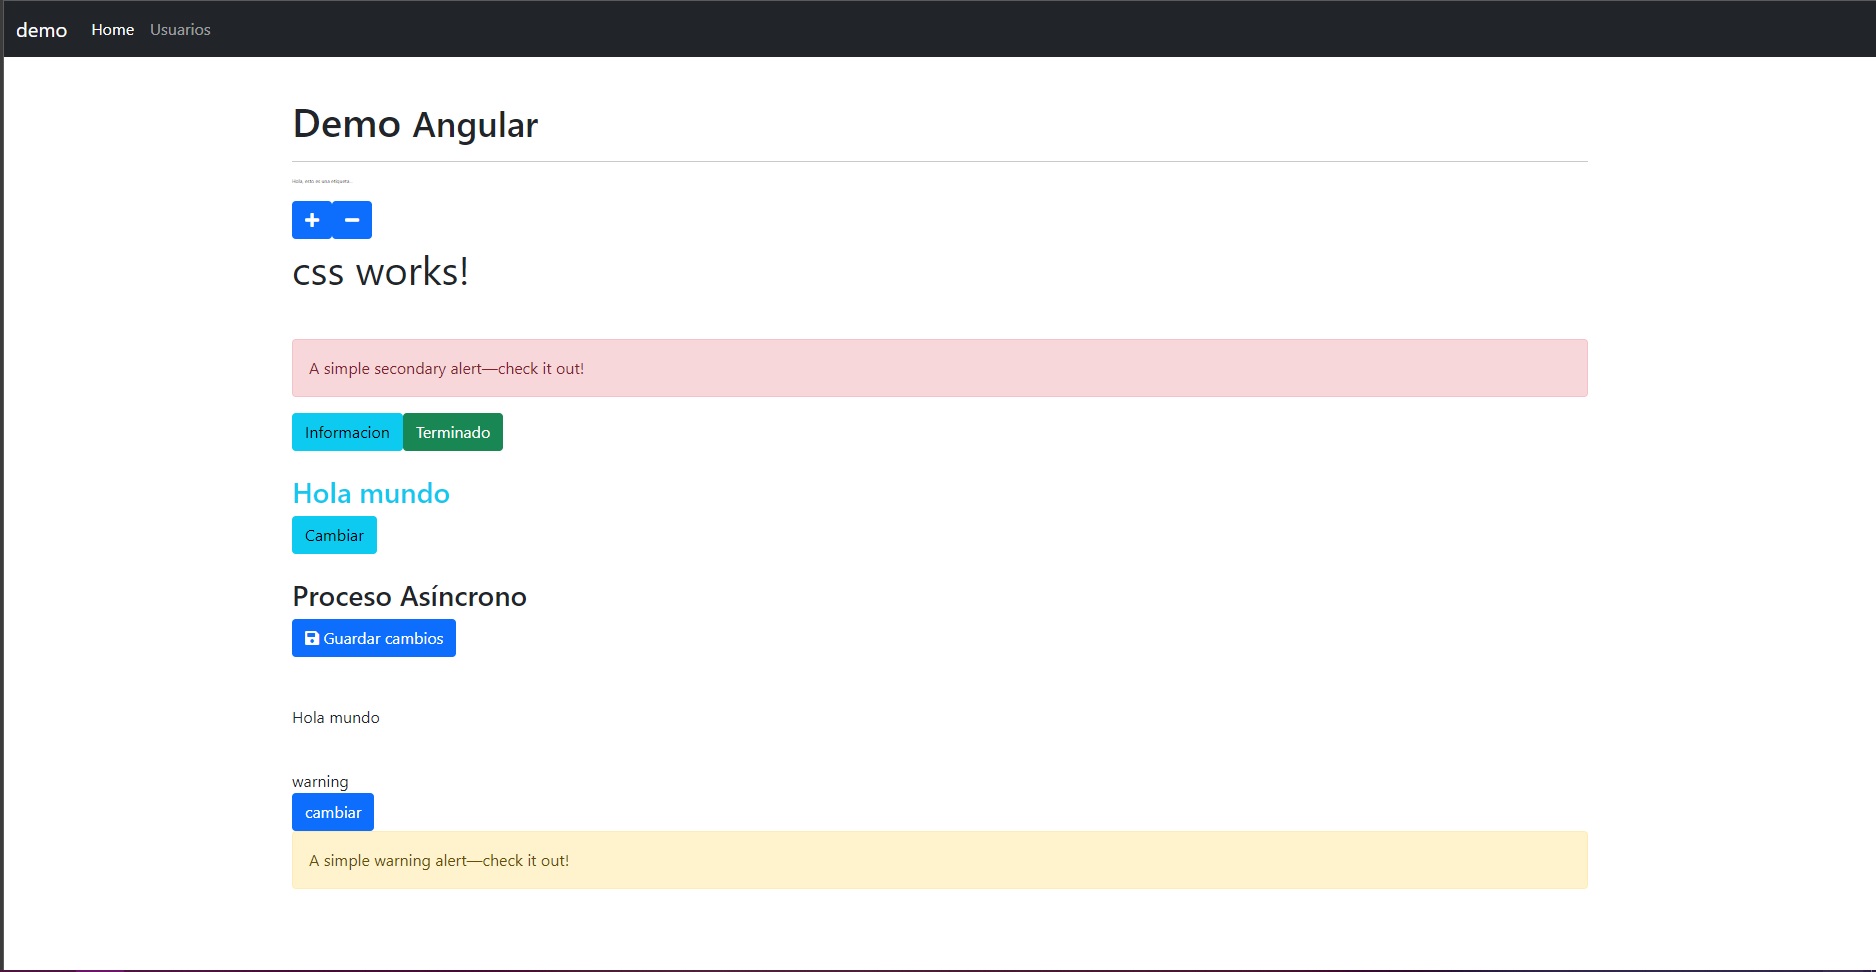 demo Home Usuarios
Demo Angular
Hola, esto es una etiqueta...
css works!
A simple secondary alert—check it out!
Informacion Terminado
Hola mundo
Cambiar
Proceso Asíncrono
Guardar cambios
Hola mundo
warning
cambiar
A simple warning alert—check it out!